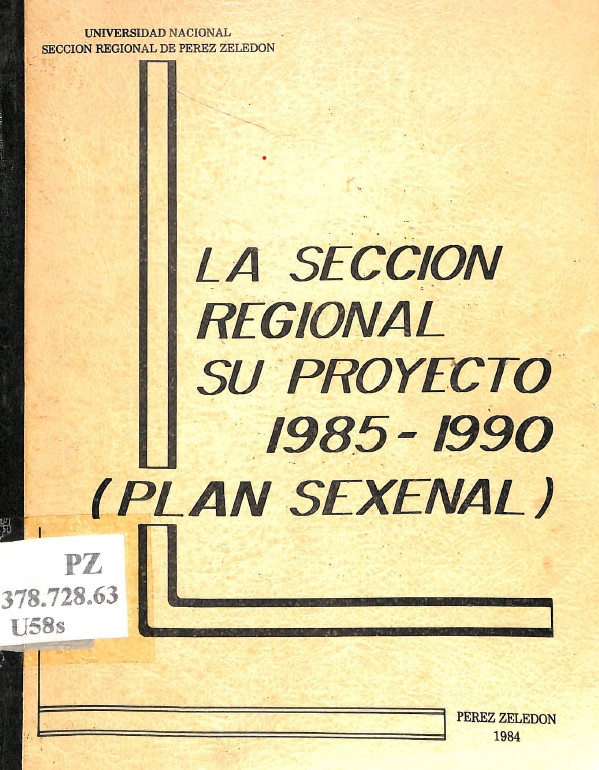 UNIVERSIDAD NACIONAL
SECCION REGIONAL DE PEREZ ZELEDON
LA SECCION
REGIONAL
SU PROYECTO
1985-1990
(PLAN SEXENAL)
PZ
378.728.63
U58s
PEREZ ZELEDON
1984